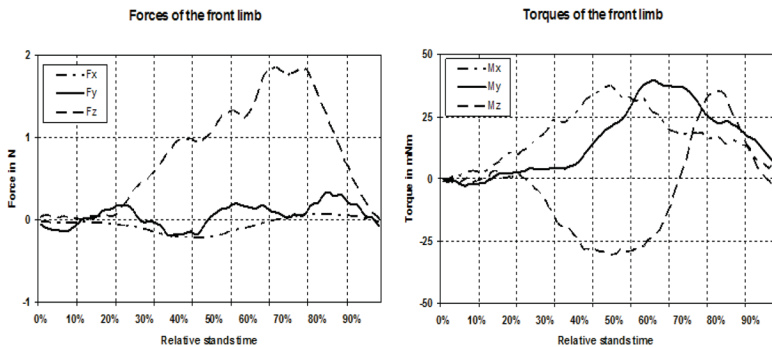 Forces of the front limb
Force in N
2
1
0
-1
Fx
Fy
Fz
0% 10% 20% 30% 40% 50% 60% 70% 80% 90%
Relative stands time
Torques of the front limb
Torque in mNm
50
25
0
-25
-50
Mx
My
Mz
0% 10% 20% 30% 40% 50% 60% 70% 80% 90%
Relative stands time